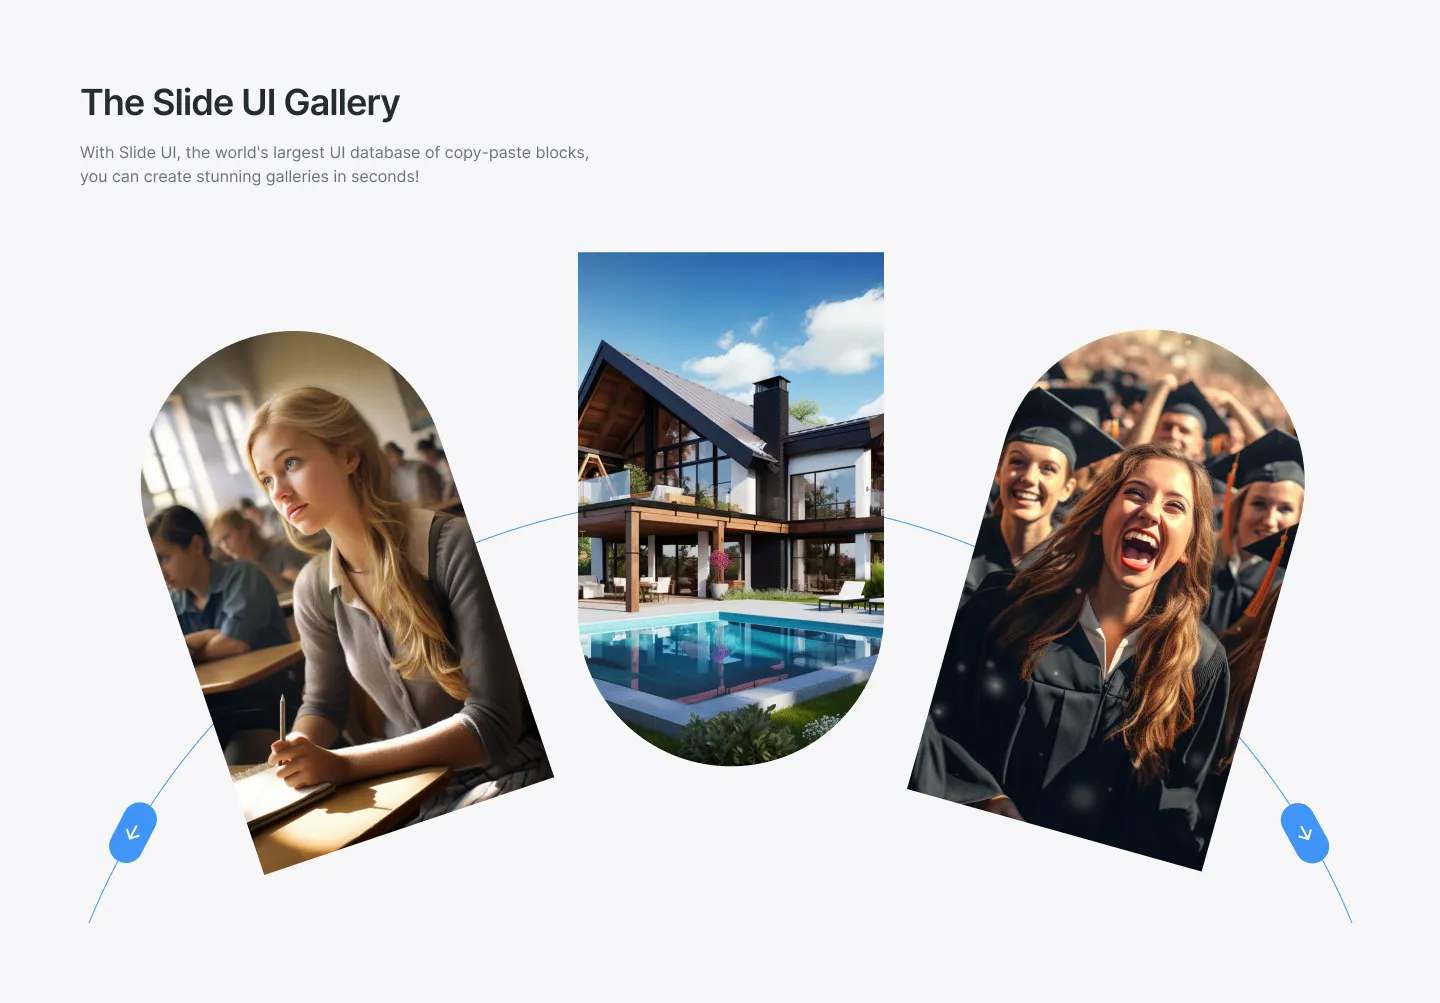 The Slide UI Gallery
With Slide UI, the world's largest UI database of copy-paste blocks,
you can create stunning galleries in seconds!